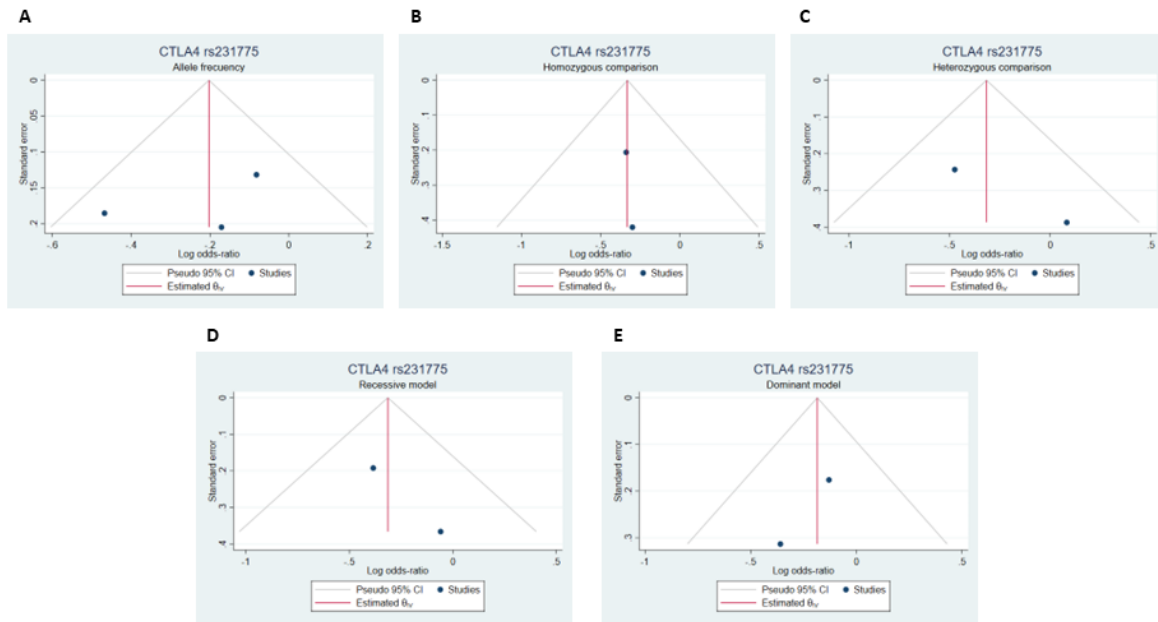 A
CTLA4 rs231775
Allele frecuency
Standard error
0
.05
.1
.15
.2
-.6
-.4
-.2
0
.2
Log odds-ratio
Pseudo 95% CI
Studies
Estimated θIV
B
CTLA4 rs231775
Homozygous comparison
Standard error
0
.1
.2
.3
.4
-1.5
-1
-.5
0
.5
Log odds-ratio
Pseudo 95% CI
Studies
Estimated θIV
C
CTLA4 rs231775
Heterozygous comparison
Standard error
0
.1
.2
.3
.4
-1
-.5
0
.5
Log odds-ratio
Pseudo 95% CI
Studies
Estimated θIV
D
CTLA4 rs231775
Recessive model
Standard error
0
.1
.2
.3
.4
-1
-.5
0
.5
Log odds-ratio
Pseudo 95% CI
Studies
Estimated θIV
E
CTLA4 rs231775
Dominant model
Standard error
0
.1
.2
.3
-1
-.5
0
.5
Log odds-ratio
Pseudo 95% CI
Studies
Estimated θIV